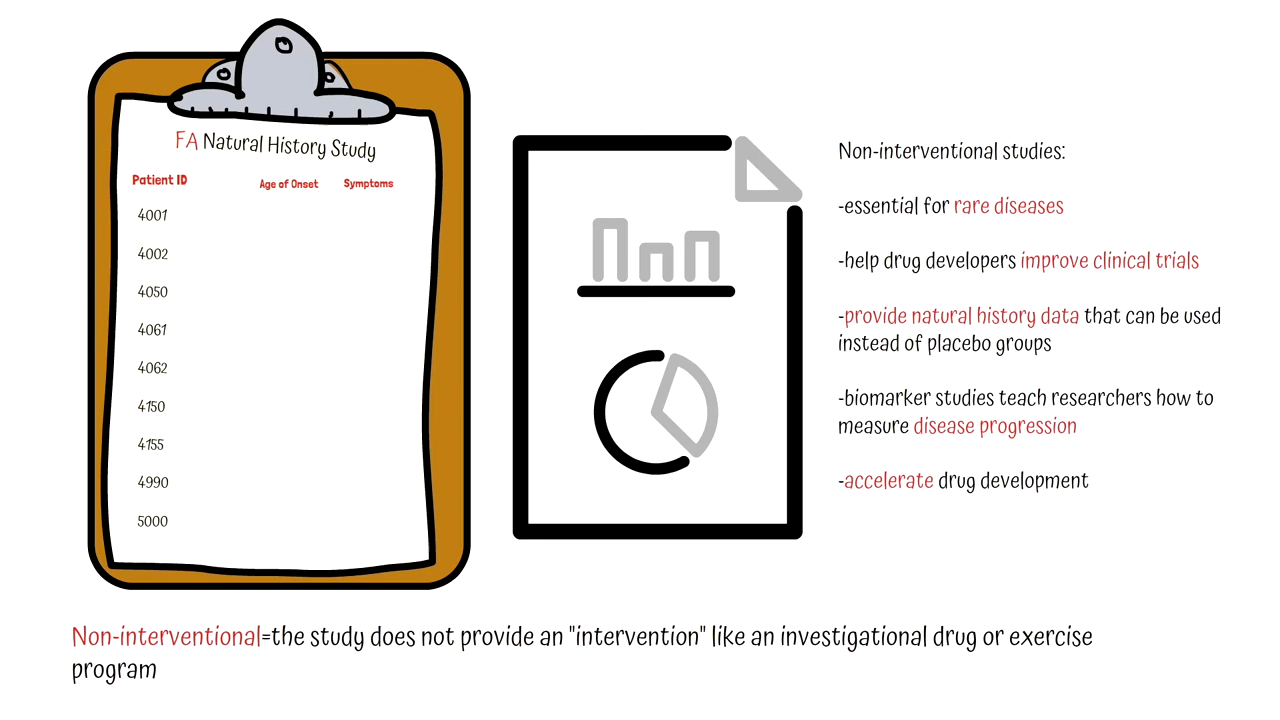 FA Natural History Study
Patient ID Age of Onset Symptoms
4001
4002
4050
4061
4062
4150
4155
4990
5000
Non-interventional studies:
-essential for rare diseases
-help drug developers improve clinical trials
-provide natural history data that can be used
instead of placebo groups
-biomarker studies teach researchers how to
measure disease progression
-accelerate drug development
Non-interventional=the study does not provide an "intervention" like an investigational drug or exercise
program